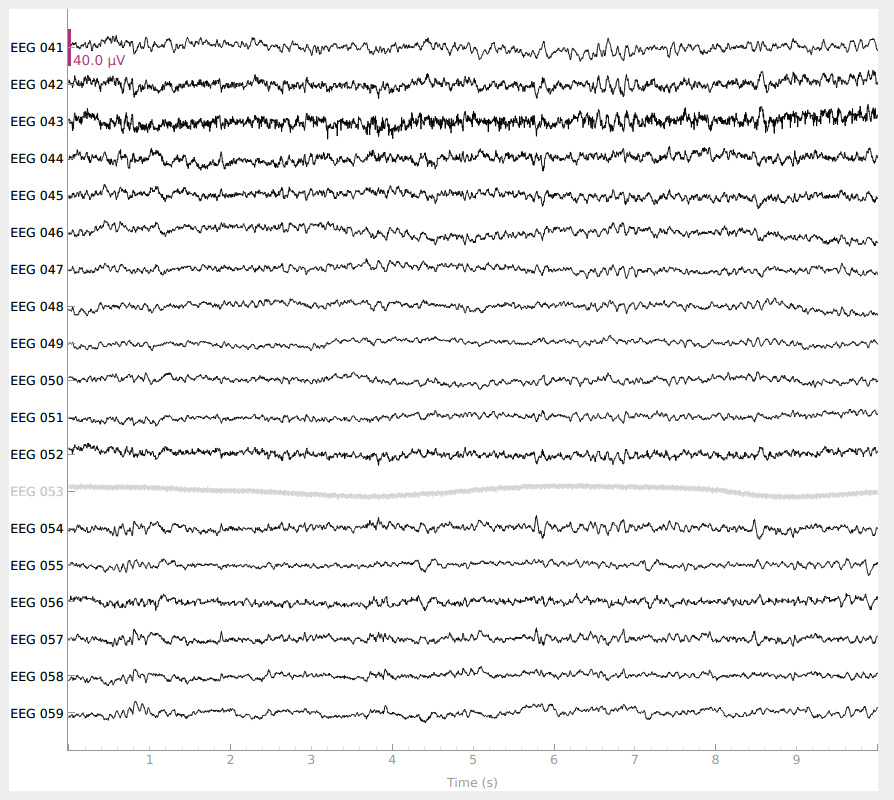 EEG 041
40.0 µV
EEG 042
EEG 043
EEG 044
EEG 045
EEG 046
EEG 047
EEG 048
EEG 049
EEG 050
EEG 051
EEG 052
EEG 053
EEG 054
EEG 055
EEG 056
EEG 057
EEG 058
EEG 059
1 2 3 4 5 6 7 8 9
Time (s)